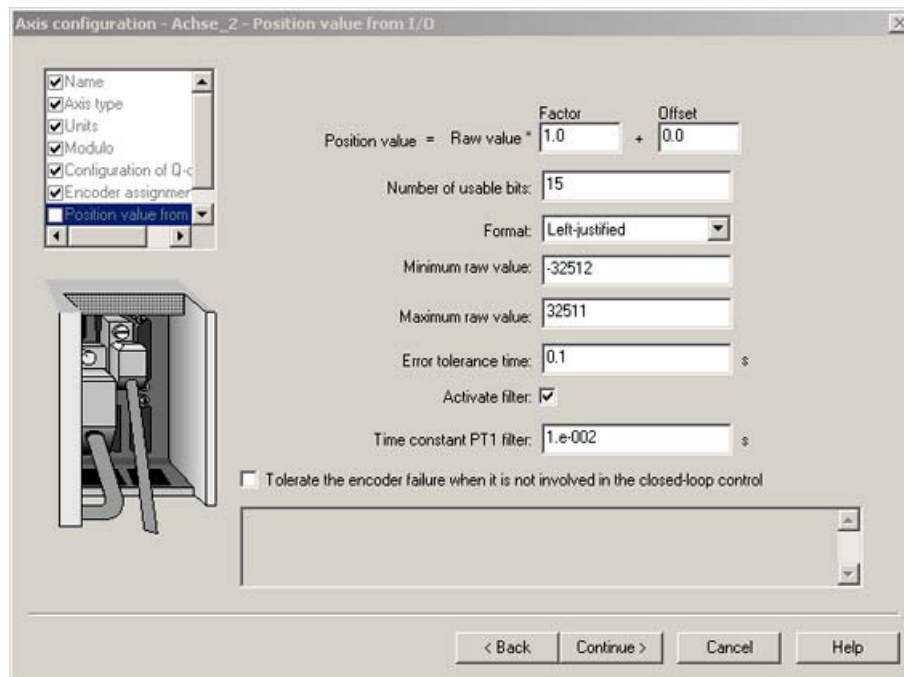 Axis configuration - Achse_2 - Position value from I/O
Name
Axis type
Units
Modulo
Configuration of Q-c
Encoder assignmer
Position value from
Factor Offset
Position value = Raw value * 1.0 + 0.0
Number of usable bits: 15
Format: Left-justified
Minimum raw value: -32512
Maximum raw value: 32511
Error tolerance time: 0.1 s
Activate filter:
Time constant PT1 filter: 1.e-002 s
Tolerate the encoder failure when it is not involved in the closed-loop control
< Back Continue > Cancel Help